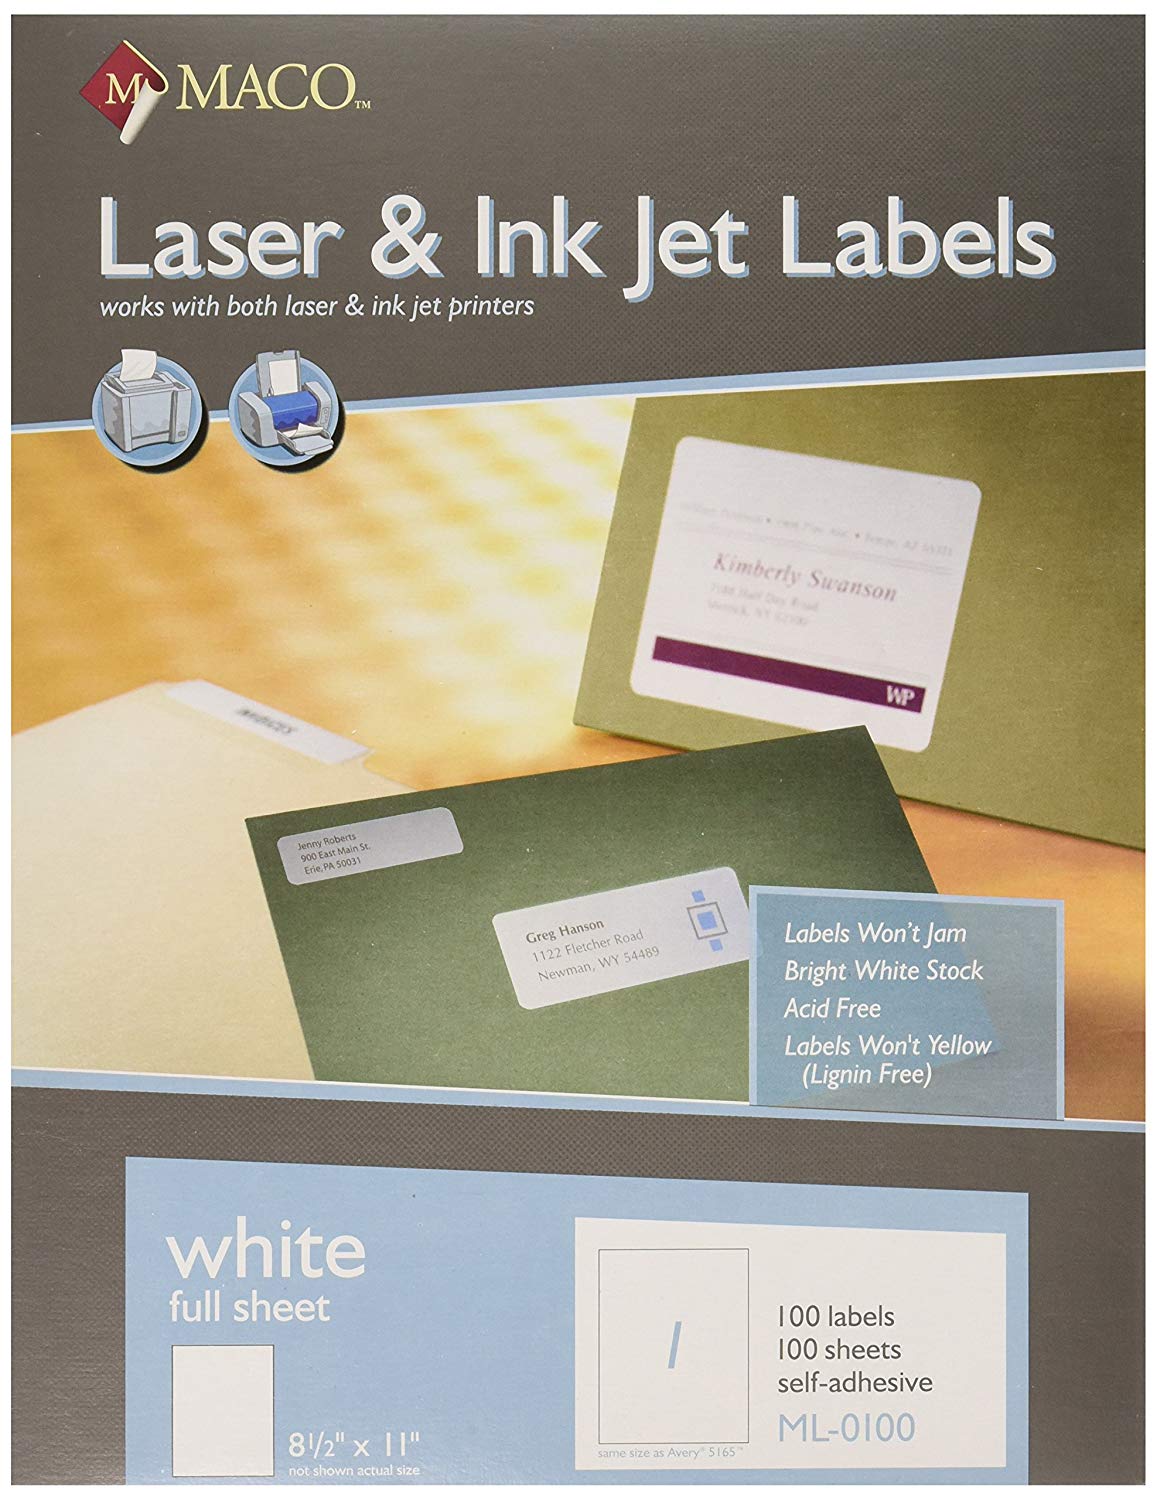 M MACO™
Laser & Ink Jet Labels
works with both laser & ink jet printers
Kimberly Swanson
WP
INVOICES
Jenny Roberts
900 East Main St.
Erie, PA 50031
Greg Hanson
1122 Fletcher Road
Newman, WY 54489
Labels Won't Jam
Bright White Stock
Acid Free
Labels Won't Yellow
(Lignin Free)
white
full sheet
8½" x 11"
not shown actual size
1
same size as Avery® 5165™
100 labels
100 sheets
self-adhesive
ML-0100